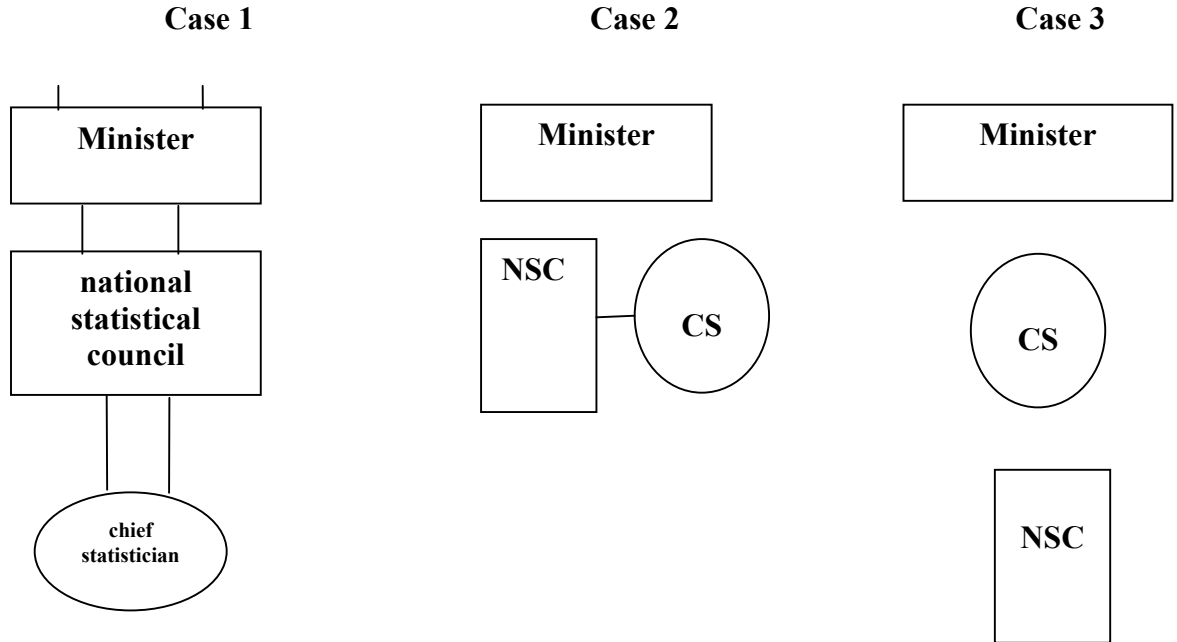 Case 1
Case 2
Case 3
Minister
national
statistical
council
chief
statistician
Minister
NSC
CS
Minister
CS
NSC